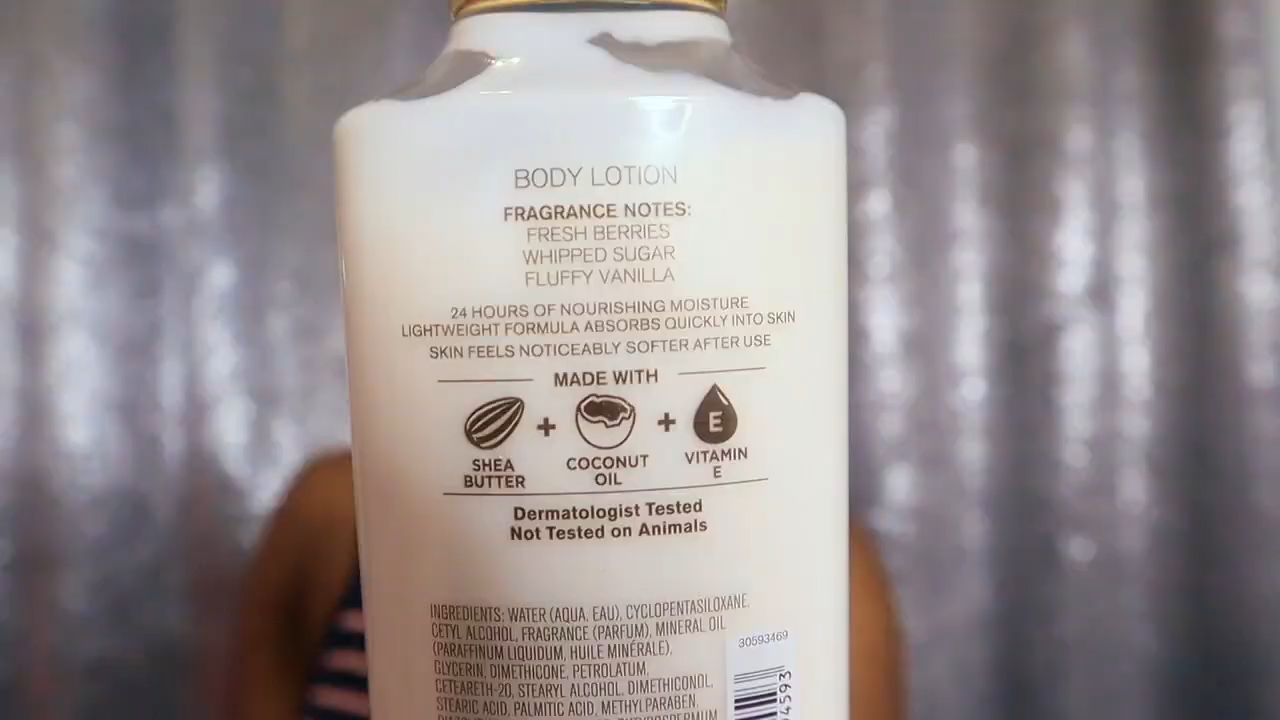 BODY LOTION
FRAGRANCE NOTES:
FRESH BERRIES
WHIPPED SUGAR
FLUFFY VANILLA
24 HOURS OF NOURISHING MOISTURE
LIGHTWEIGHT FORMULA ABSORBS QUICKLY INTO SKIN
SKIN FEELS NOTICEABLY SOFTER AFTER USE
MADE WITH
E
SHEA BUTTER
COCONUT OIL
VITAMIN E
Dermatologist Tested
Not Tested on Animals
INGREDIENTS: WATER (AQUA, EAU), CYCLOPENTASILOXANE,
CETYL ALCOHOL, FRAGRANCE (PARFUM), MINERAL OIL
(PARAFFINUM LIQUIDUM, HUILE MINÉRALE),
GLYCERIN, DIMETHICONE, PETROLATUM,
CETEARETH-20, STEARYL ALCOHOL, DIMETHICONOL,
STEARIC ACID, PALMITIC ACID, METHYLPARABEN,
30593469